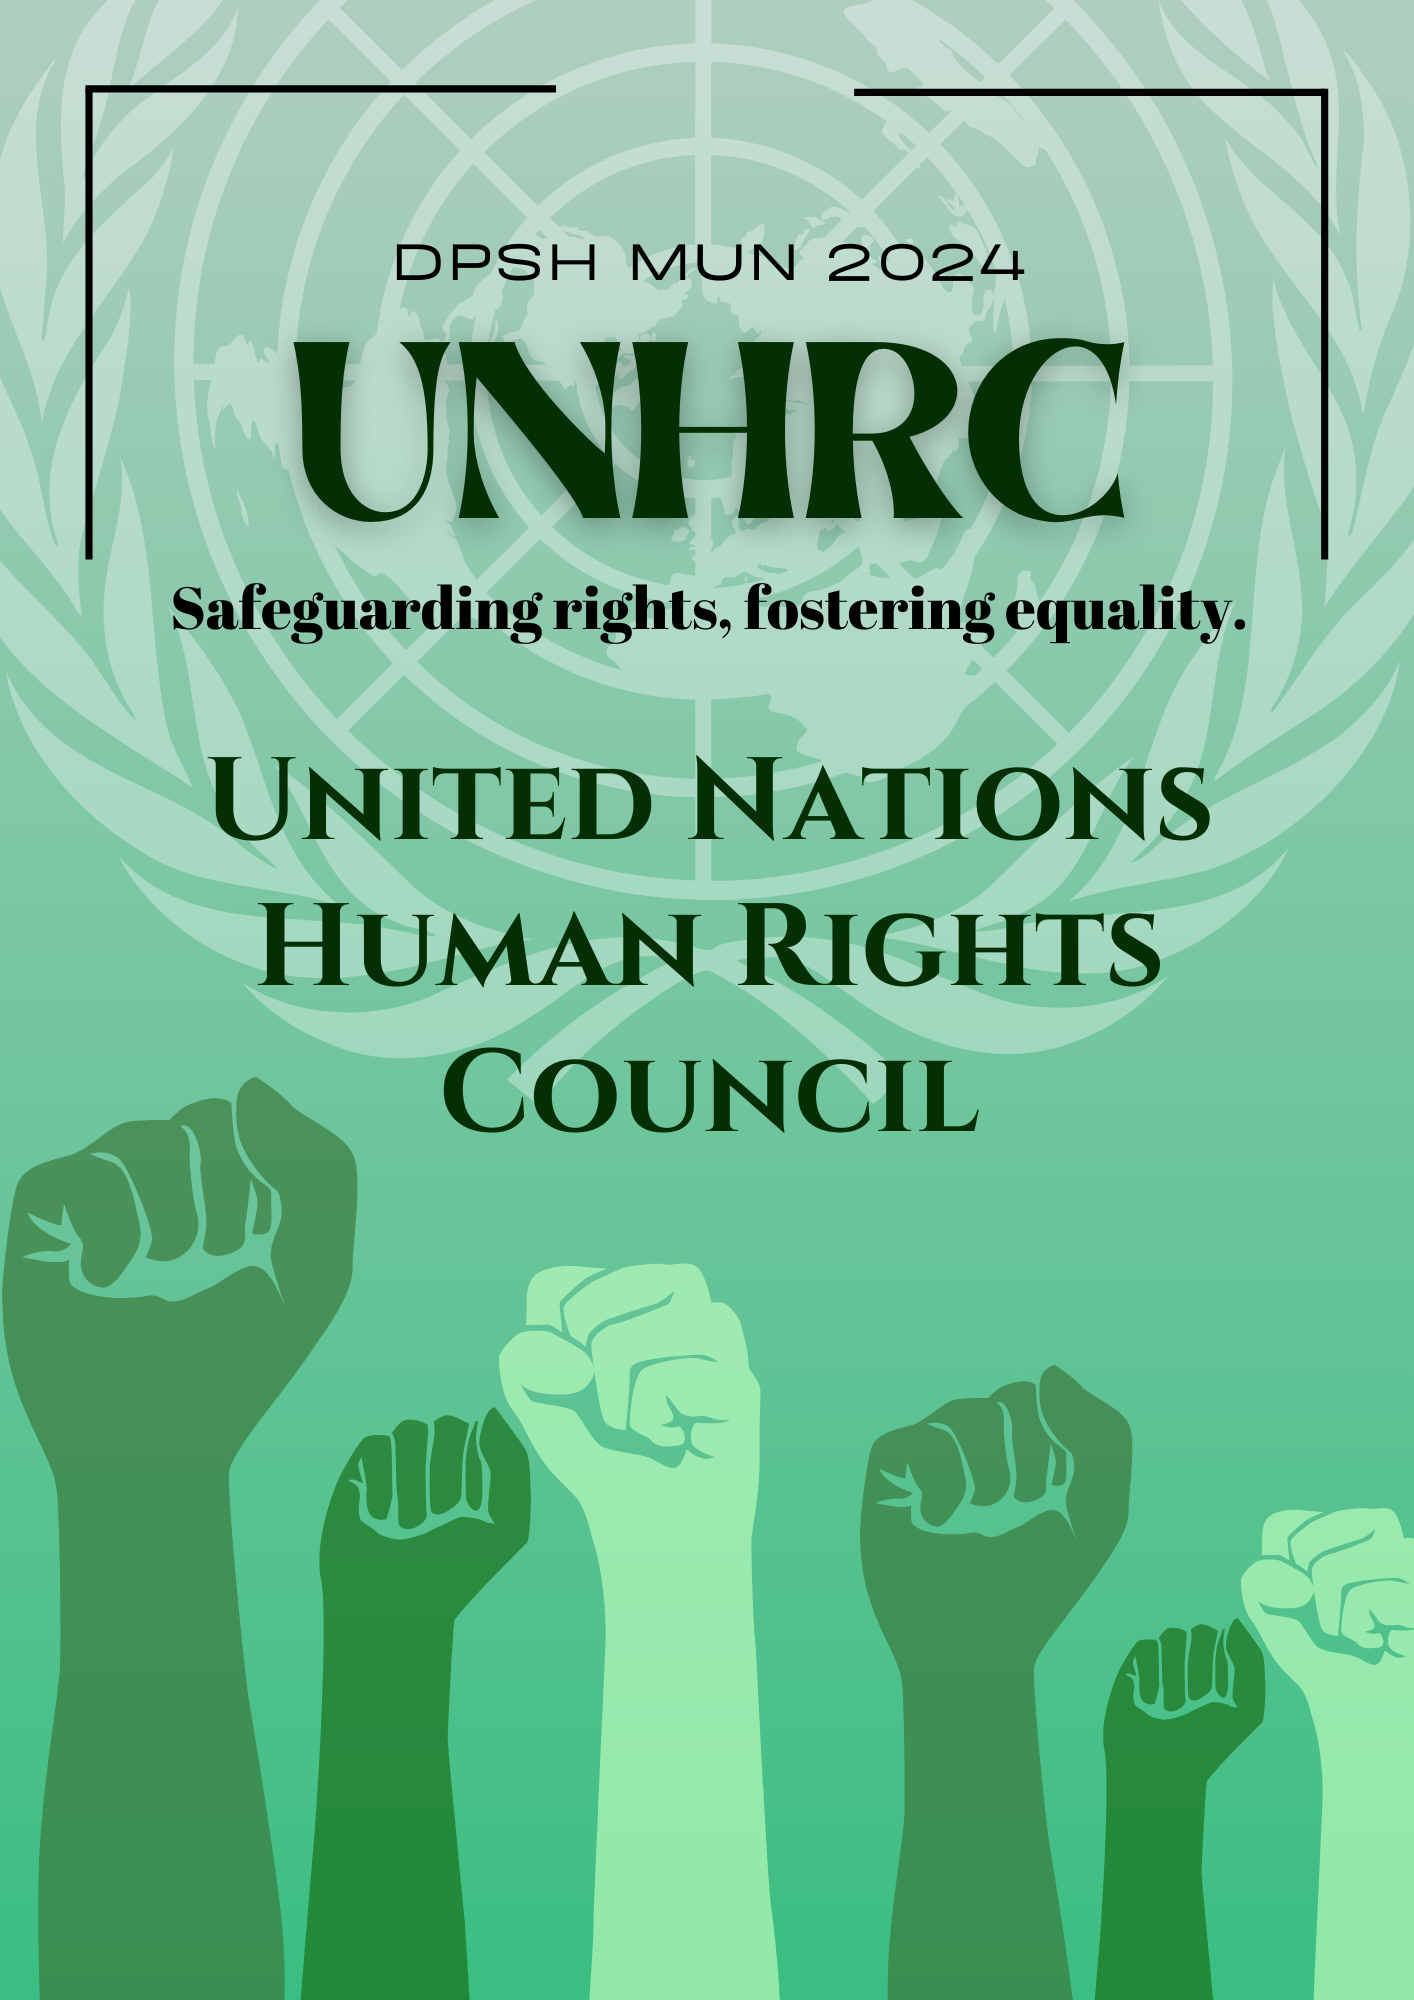 DPSH MUN 2024
UNHRC
Safeguarding rights, fostering equality.
United Nations
Human Rights
Council